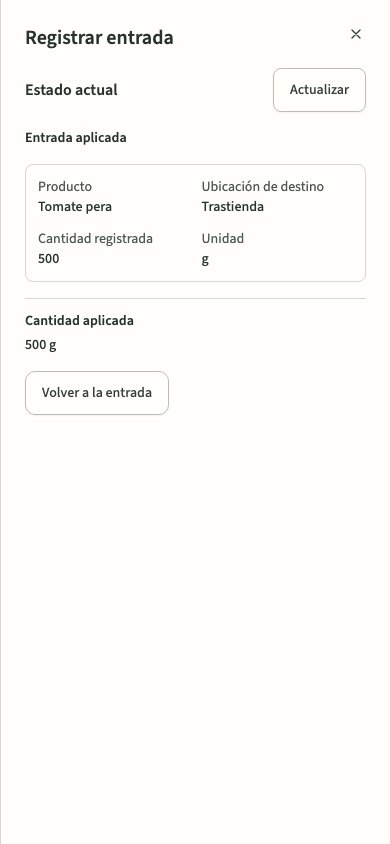 Registrar entrada
Estado actual
Actualizar
Entrada aplicada
Producto
Tomate pera
Ubicación de destino
Trastienda
Cantidad registrada
500
Unidad
g
Cantidad aplicada
500 g
Volver a la entrada